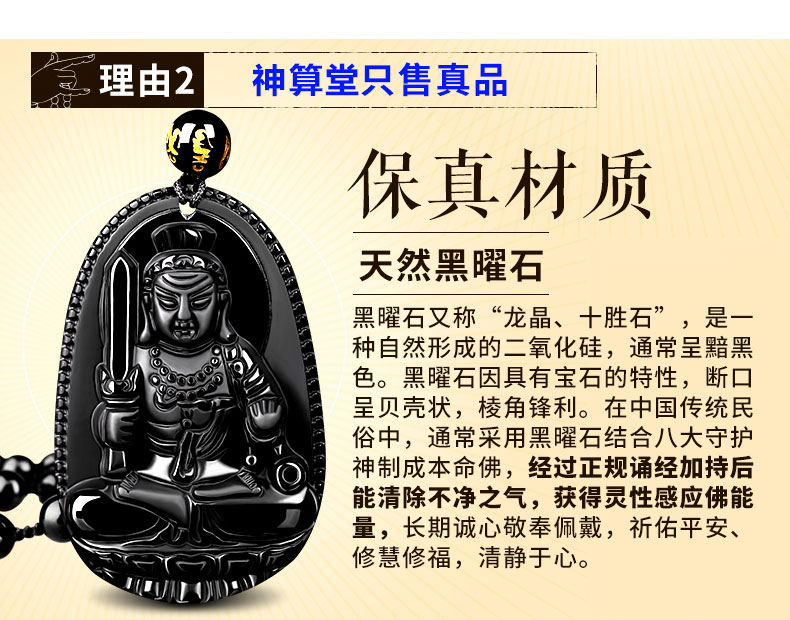 理由2
神算堂只售真品
保真材质
天然黑曜石
黑曜石又称“龙晶、十胜石”，是一
种自然形成的二氧化硅，通常呈黯黑
色。黑曜石因具有宝石的特性，断口
呈贝壳状，棱角锋利。在中国传统民
俗中，通常采用黑曜石结合八大守护
神制成本命佛，经过正规诵经加持后
能清除不净之气，获得灵性感应佛能
量，长期诚心敬奉佩戴，祈佑平安、
修慧修福，清静于心。